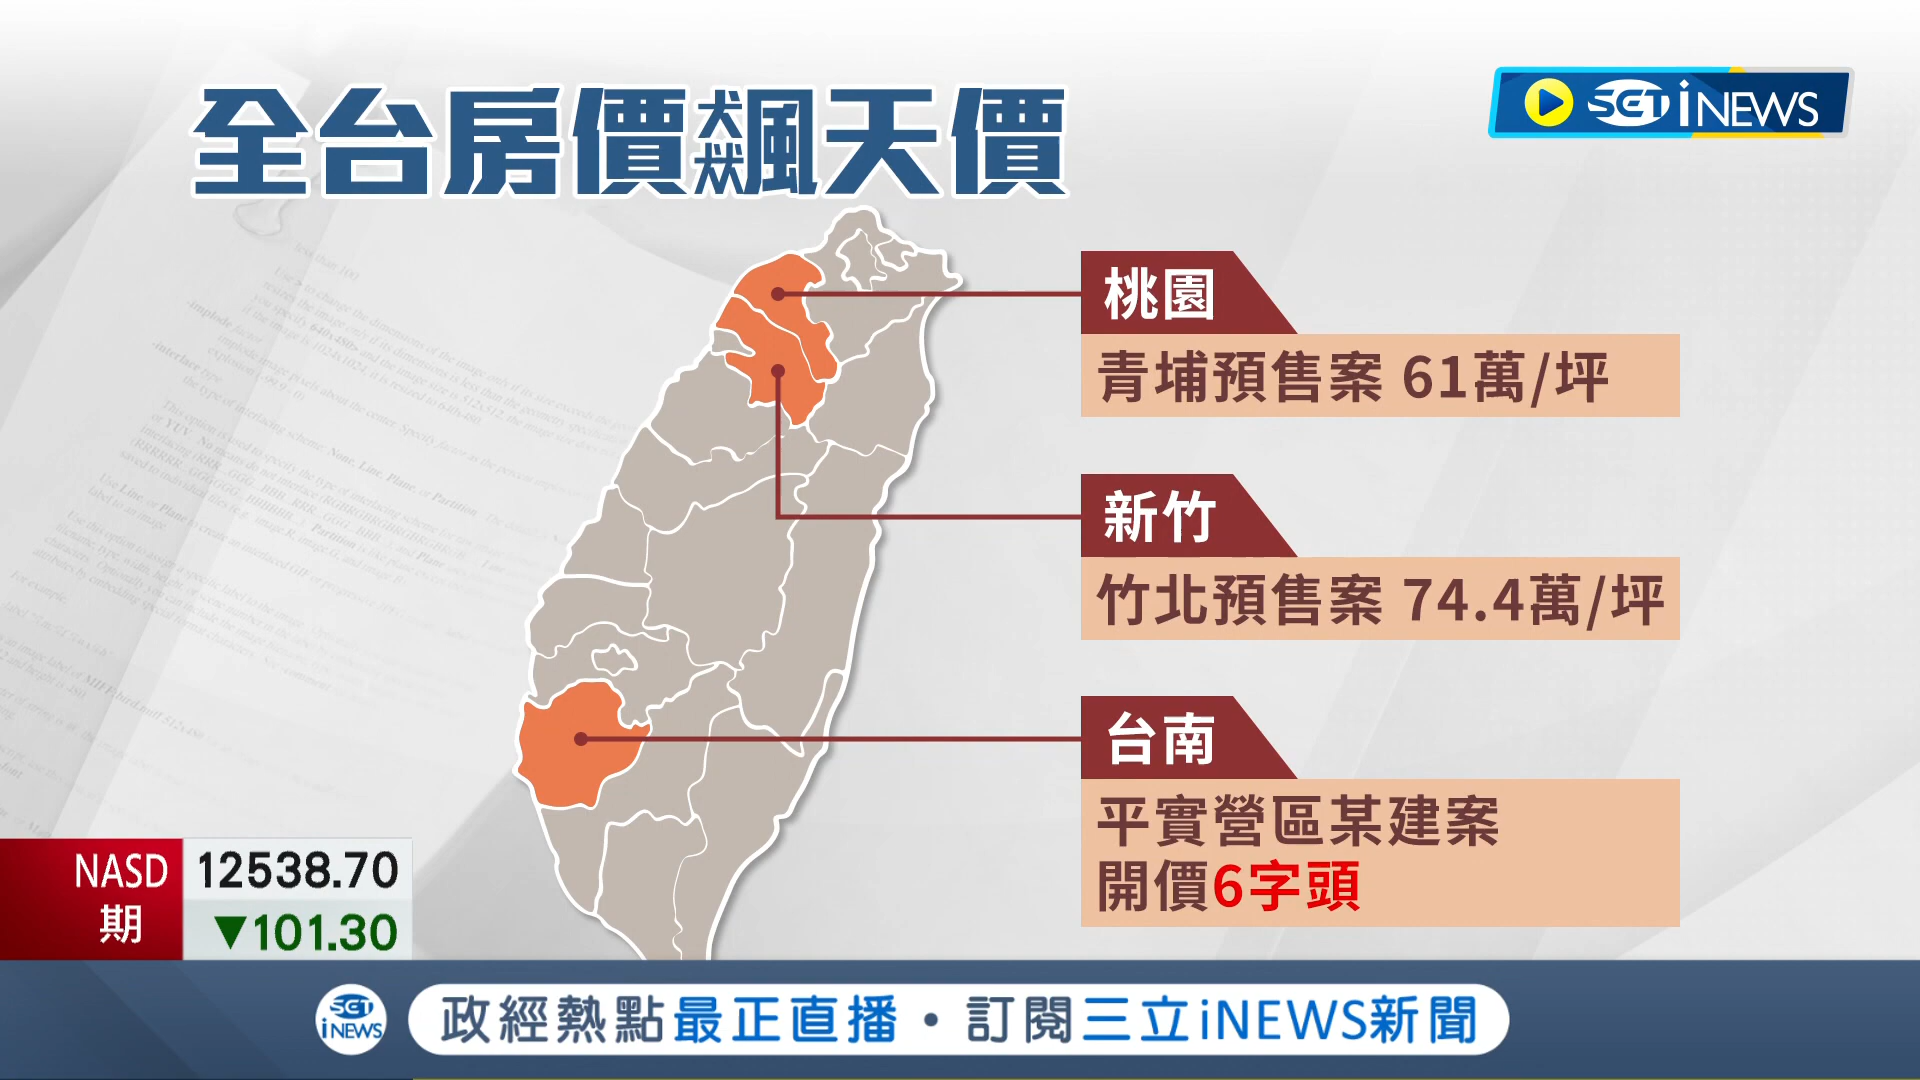 全台房價飆天價
SET iNEWS
桃園
青埔預售案 61萬/坪
新竹
竹北預售案 74.4萬/坪
台南
平實營區某建案
開價6字頭
NASD 12538.70
期 ▼101.30
SET iNEWS
政經熱點最正直播・訂閱三立iNEWS新聞